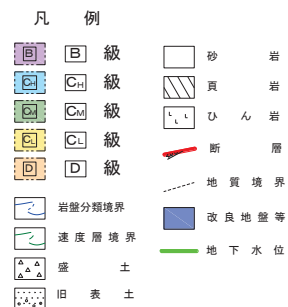 凡 例
B B 級
CH CH 級
CM CM 級
CL CL 級
D D 級
岩盤分類境界
速度層境界
盛 土
旧表土
砂 岩
頁 岩
ひん岩
断 層
地質境界
改良地盤等
地下水位